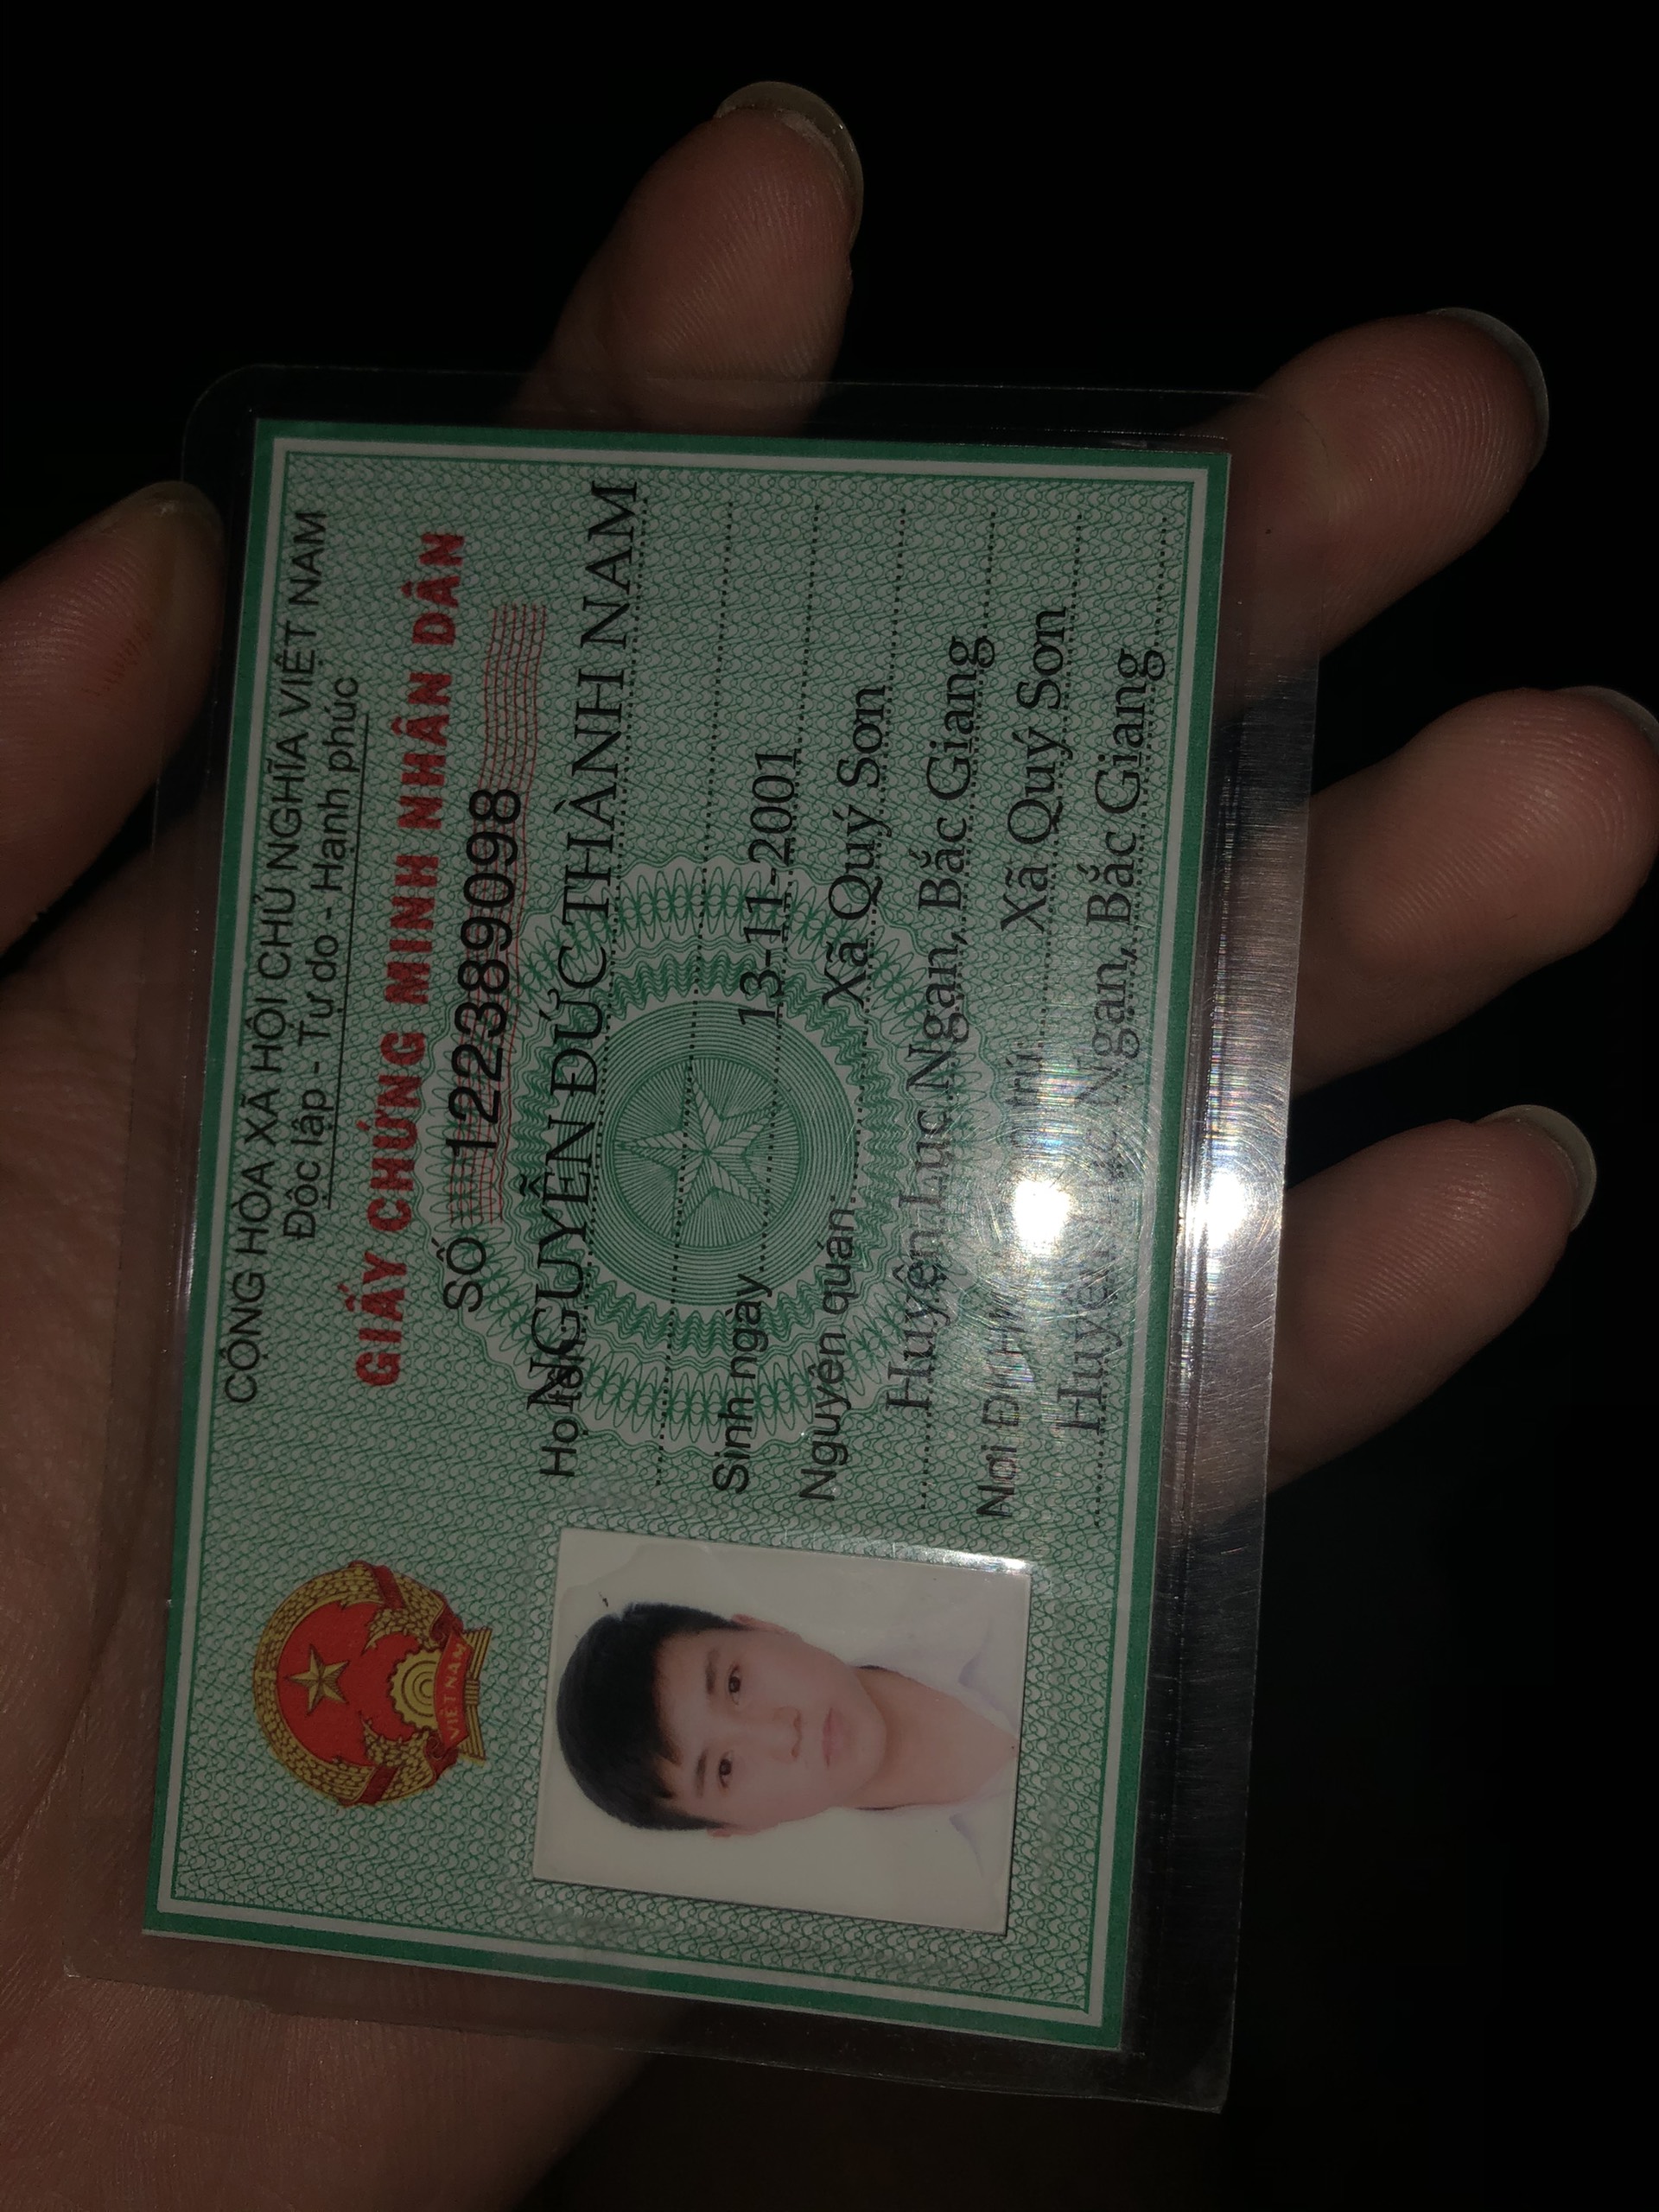 CỘNG HÒA XÃ HỘI CHỦ NGHĨA VIỆT NAM
Độc lập - Tự do - Hạnh phúc
GIẤY CHỨNG MINH NHÂN DÂN
SỐ 122389098
Họ tên NGUYỄN ĐỨC THÀNH NAM
Sinh ngày 13-11-2001
Nguyên quán Xã Quý Sơn
Huyện Lục Ngạn, Bắc Giang
Nơi ĐKHK trú Xã Quý Sơn
Huyện Lục Ngạn, Bắc Giang
VIỆT NAM